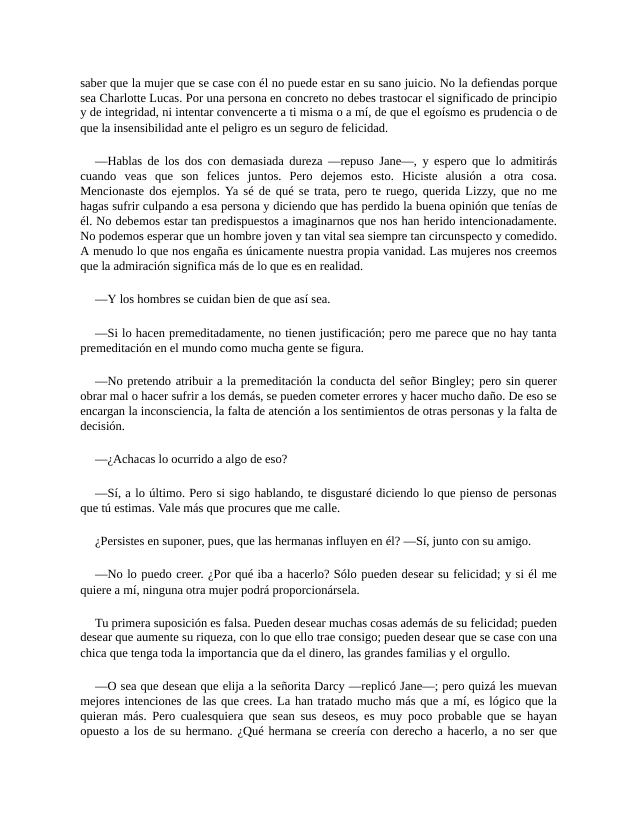 saber que la mujer que se case con él no puede estar en su sano juicio. No la defiendas porque
sea Charlotte Lucas. Por una persona en concreto no debes trastocar el significado de principio
y de integridad, ni intentar convencerte a ti misma o a mí, de que el egoísmo es prudencia o de
que la insensibilidad ante el peligro es un seguro de felicidad.
—Hablas de los dos con demasiada dureza —repuso Jane—, y espero que lo admitirás
cuando veas que son felices juntos. Pero dejemos esto. Hiciste alusión a otra cosa.
Mencionaste dos ejemplos. Ya sé de qué se trata, pero te ruego, querida Lizzy, que no me
hagas sufrir culpando a esa persona y diciendo que has perdido la buena opinión que tenías de
él. No debemos estar tan predispuestos a imaginarnos que nos han herido intencionadamente.
No podemos esperar que un hombre joven y tan vital sea siempre tan circunspecto y comedido.
A menudo lo que nos engaña es únicamente nuestra propia vanidad. Las mujeres nos creemos
que la admiración significa más de lo que es en realidad.
—Y los hombres se cuidan bien de que así sea.
—Si lo hacen premeditadamente, no tienen justificación; pero me parece que no hay tanta
premeditación en el mundo como mucha gente se figura.
—No pretendo atribuir a la premeditación la conducta del señor Bingley; pero sin querer
obrar mal o hacer sufrir a los demás, se pueden cometer errores y hacer mucho daño. De eso se
encargan la inconsciencia, la falta de atención a los sentimientos de otras personas y la falta de
decisión.
—¿Achacas lo ocurrido a algo de eso?
—Sí, a lo último. Pero si sigo hablando, te disgustaré diciendo lo que pienso de personas
que tú estimas. Vale más que procures que me calle.
¿Persistes en suponer, pues, que las hermanas influyen en él? —Sí, junto con su amigo.
—No lo puedo creer. ¿Por qué iba a hacerlo? Sólo pueden desear su felicidad; y si él me
quiere a mí, ninguna otra mujer podrá proporcionársela.
Tu primera suposición es falsa. Pueden desear muchas cosas además de su felicidad; pueden
desear que aumente su riqueza, con lo que ello trae consigo; pueden desear que se case con una
chica que tenga toda la importancia que da el dinero, las grandes familias y el orgullo.
—O sea que desean que elija a la señorita Darcy —replicó Jane—; pero quizá les muevan
mejores intenciones de las que crees. La han tratado mucho más que a mí, es lógico que la
quieran más. Pero cualesquiera que sean sus deseos, es muy poco probable que se hayan
opuesto a los de su hermano. ¿Qué hermana se creería con derecho a hacerlo, a no ser que